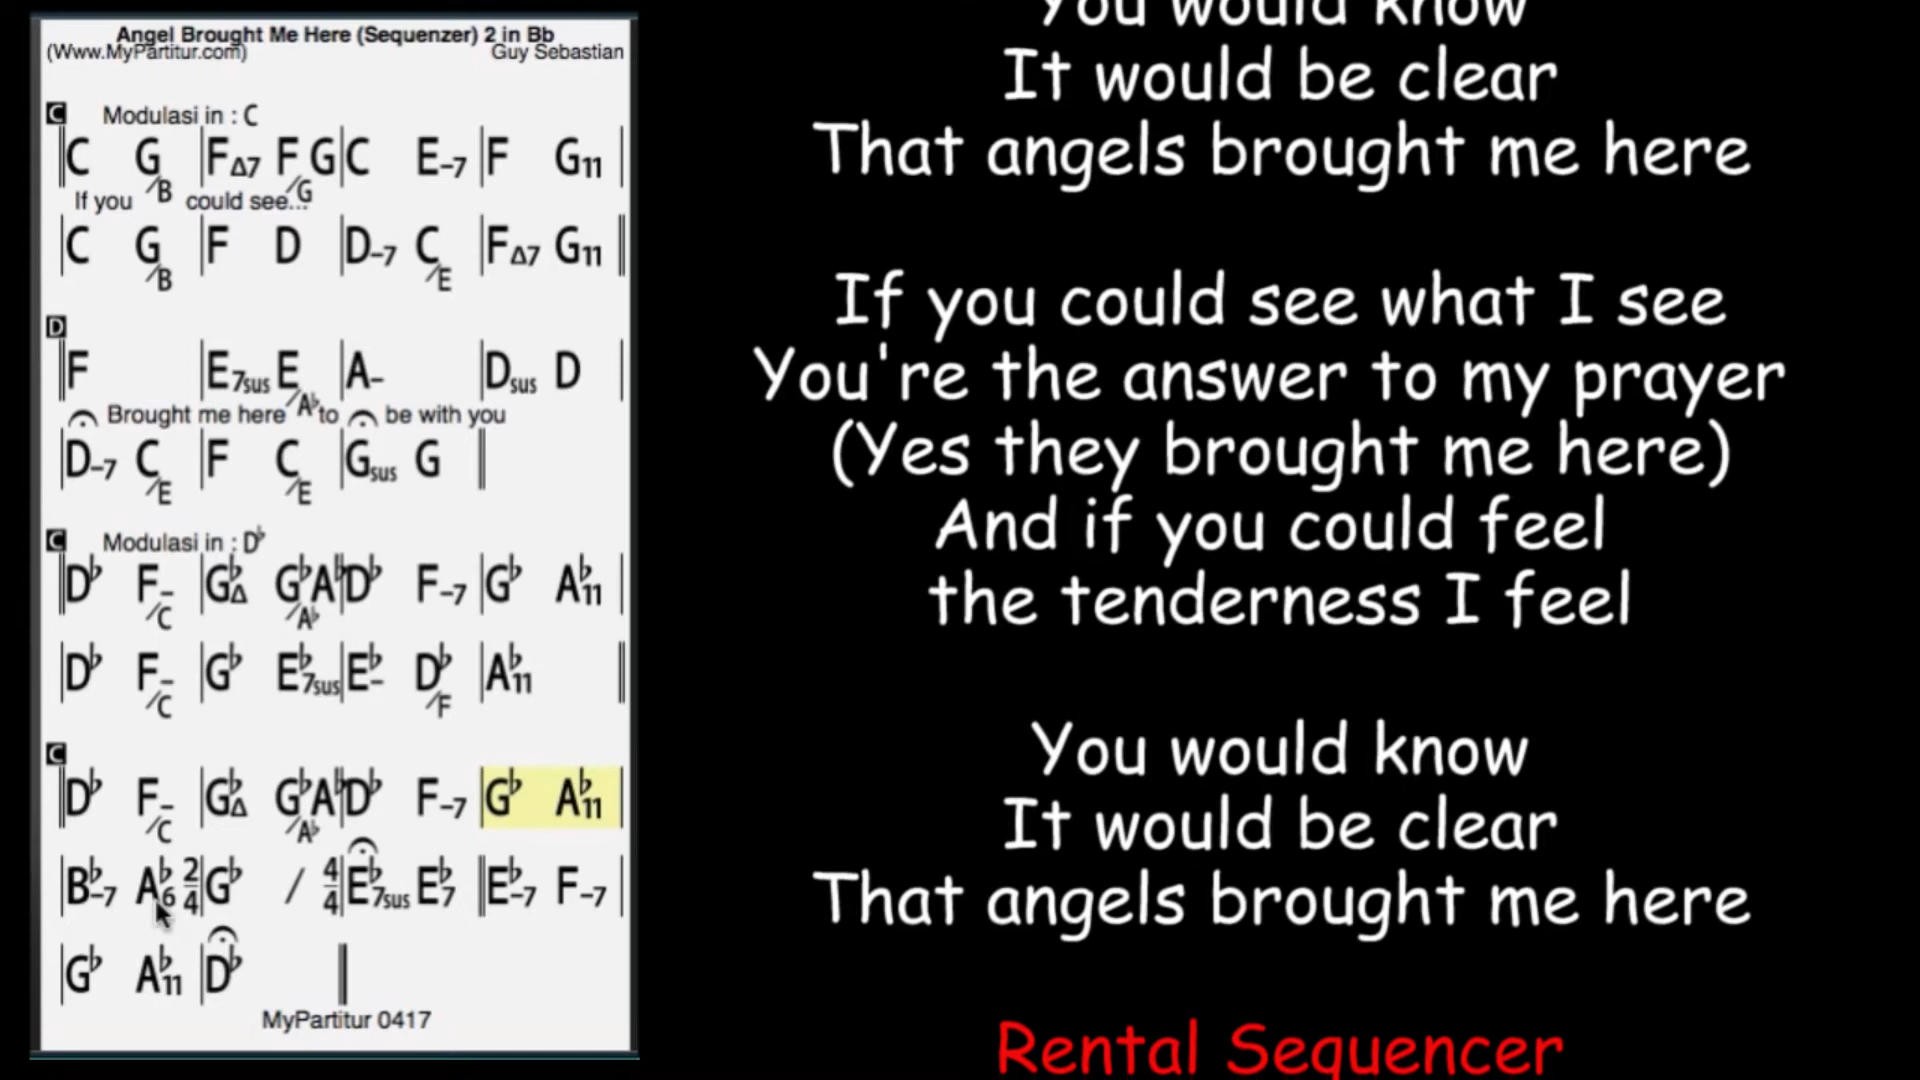 Angel Brought Me Here (Sequenzer) 2 in Bb
(Www.MyPartitur.com) Guy Sebastian
C Modulasi in : C
C G/B F∆7 F/G G C E–7 F G11
If you could see...
C G/B F D D–7 C/E F∆7 G11
D
F E7sus E/A♭ A– Dsus D
Brought me here to be with you
D–7 C/E F C/E Gsus G
C Modulasi in : D♭
D♭ F–/C G♭∆ G♭/A♭ A♭ D♭ F–7 G♭ A♭11
D♭ F–/C G♭ E♭7sus E♭– D♭/F A♭11
C
D♭ F–/C G♭∆ G♭/A♭ A♭ D♭ F–7 G♭ A♭11
B♭–7 A♭6 2/4 G♭ / 4/4 E♭7sus E♭7 E♭–7 F–7
G♭ A♭11 D♭
MyPartitur 0417
You would know
It would be clear
That angels brought me here
If you could see what I see
You're the answer to my prayer
(Yes they brought me here)
And if you could feel
the tenderness I feel
You would know
It would be clear
That angels brought me here
Rental Sequencer